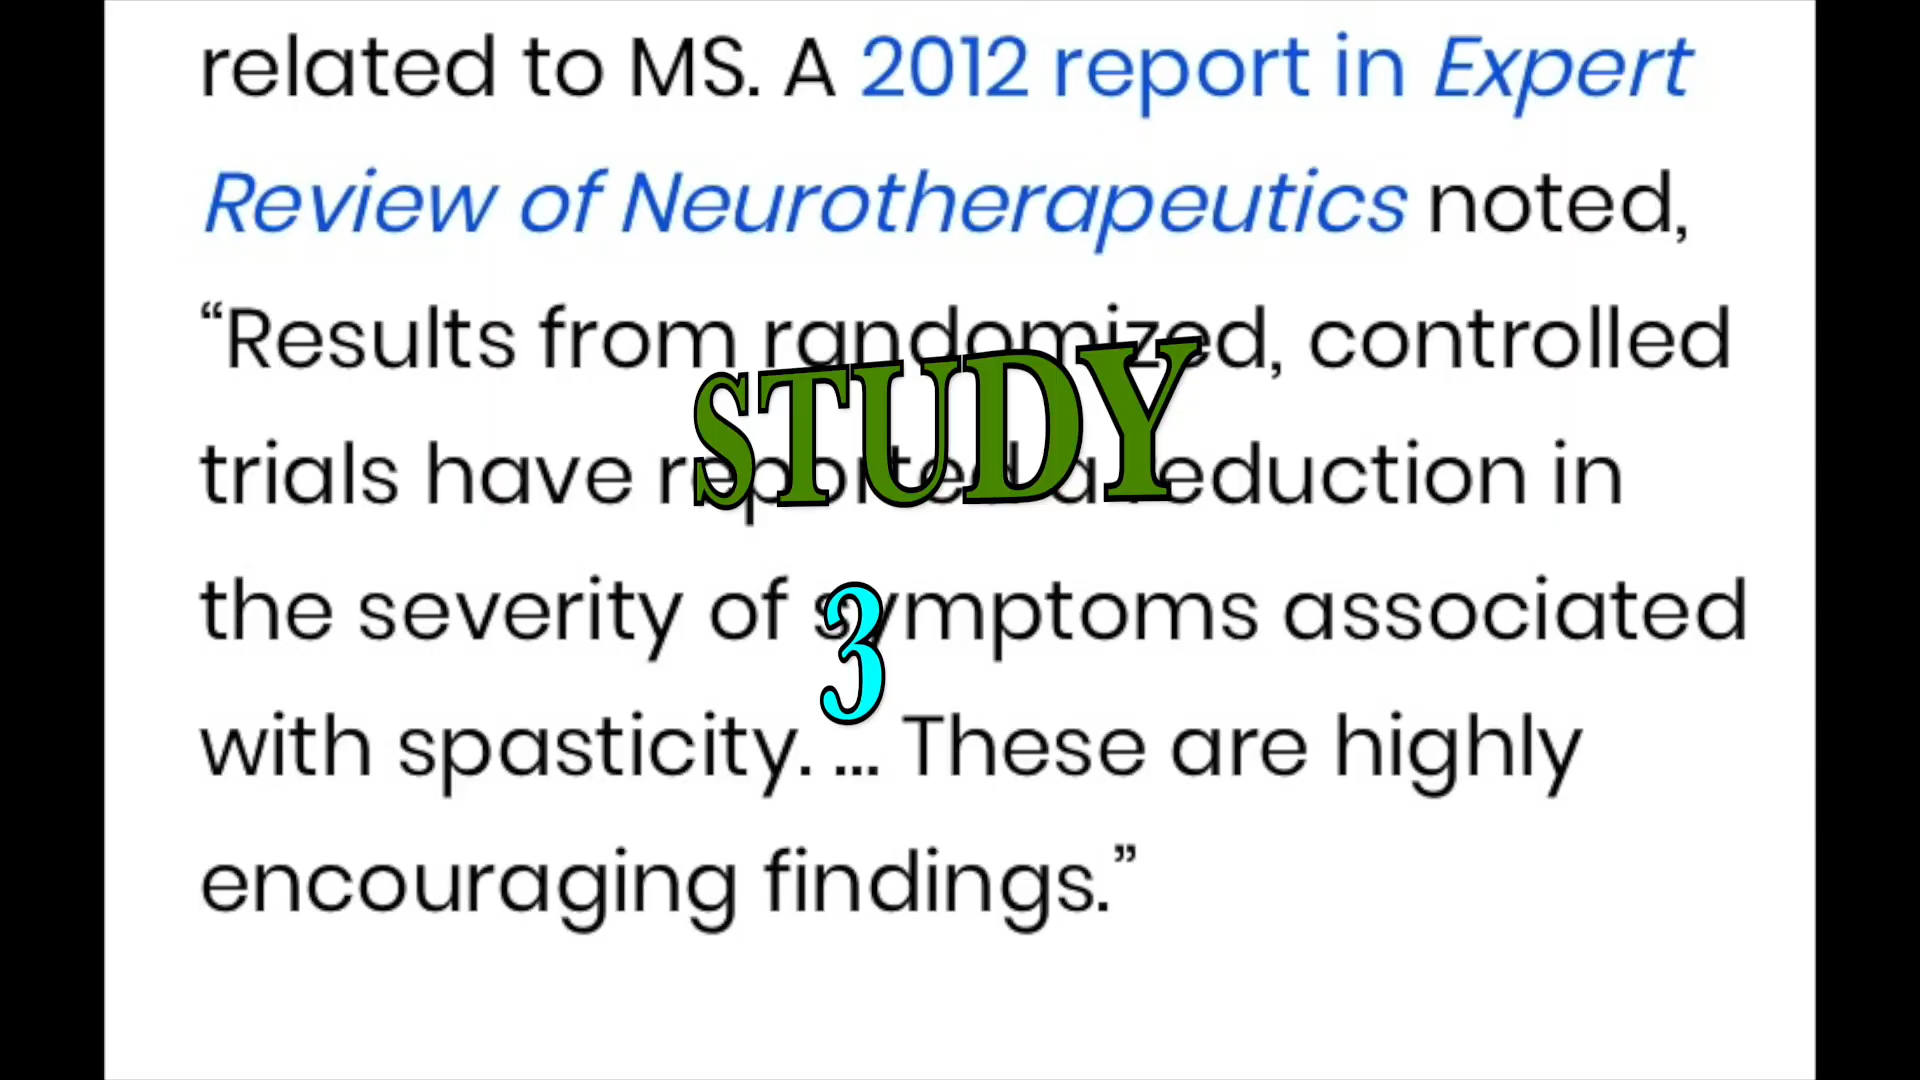 related to MS. A 2012 report in Expert
Review of Neurotherapeutics noted,
“Results from randomized, controlled
trials have reported a reduction in
the severity of symptoms associated
with spasticity. ... These are highly
encouraging findings.”
STUDY
3